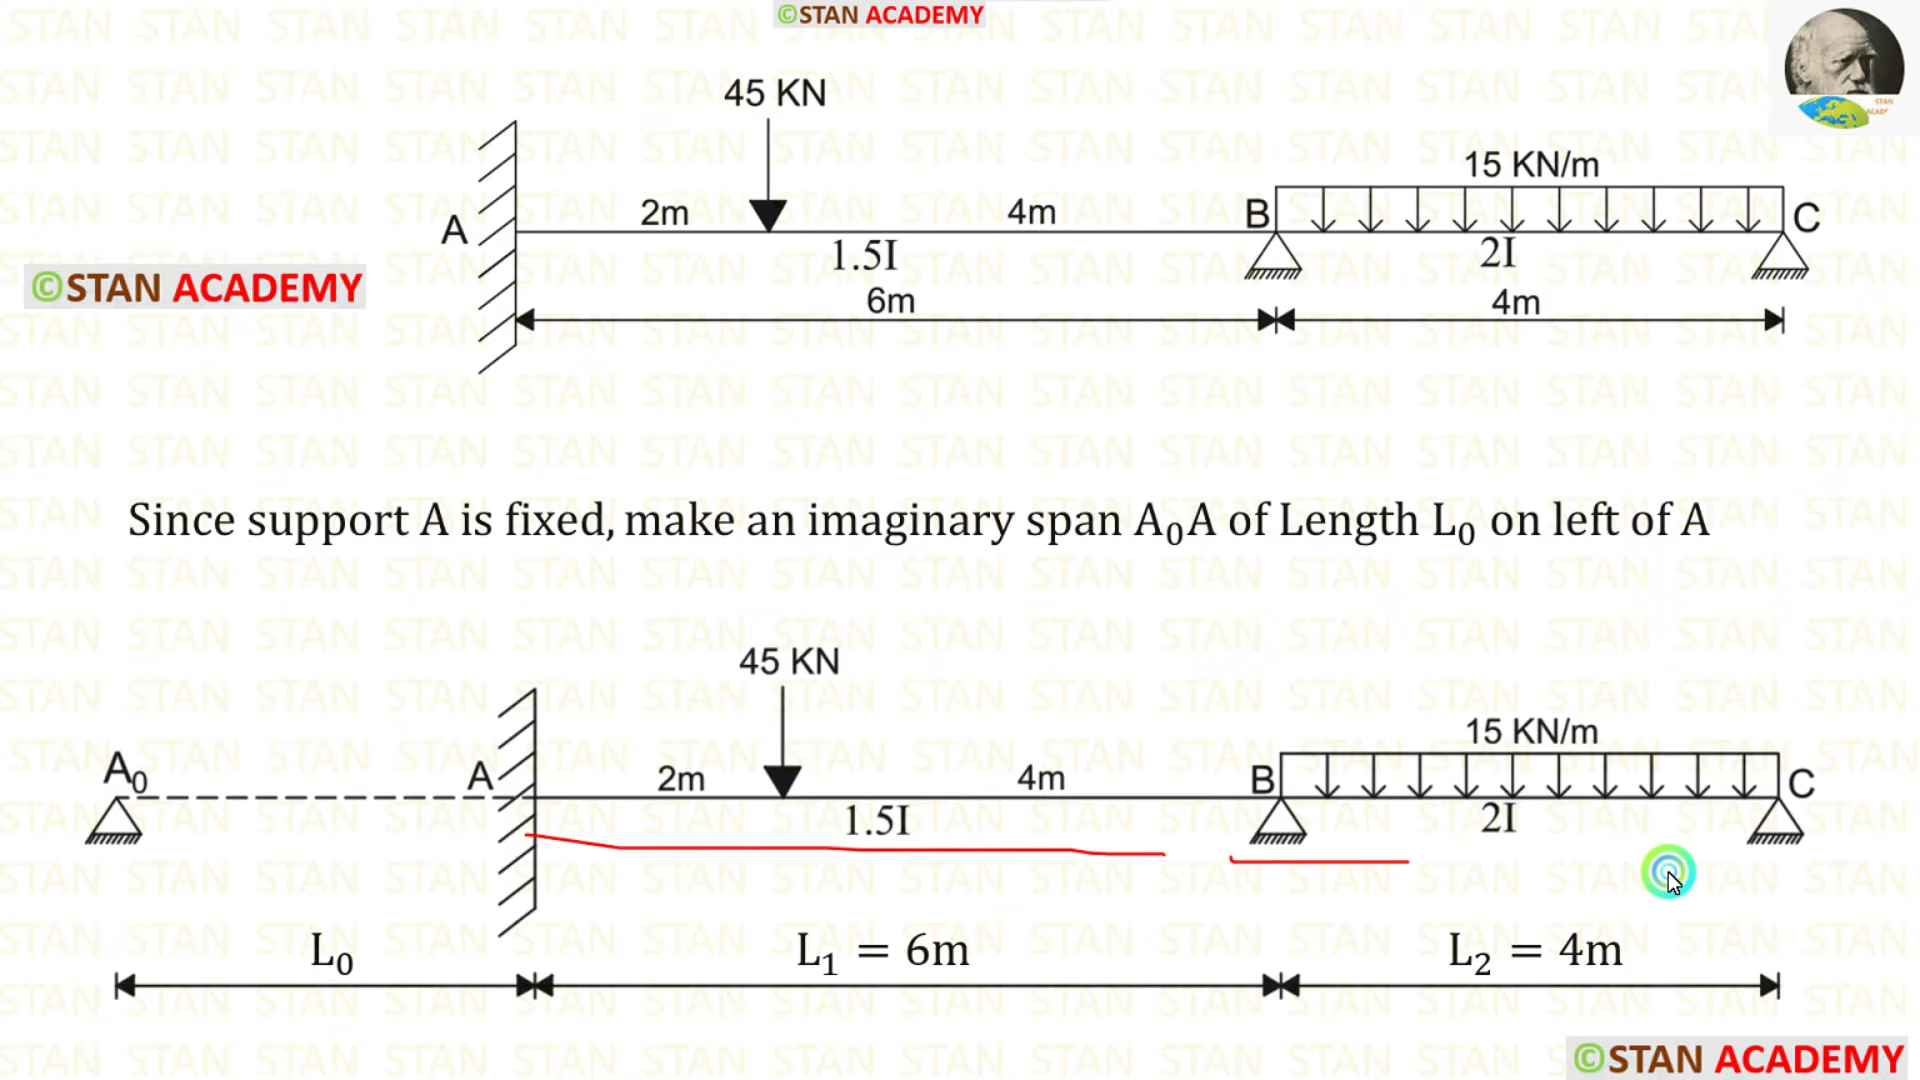 ©STAN ACADEMY
45 KN
15 KN/m
A 2m 4m B C
1.5I 2I
©STAN ACADEMY
6m 4m
Since support A is fixed, make an imaginary span A₀A of Length L₀ on left of A
45 KN
15 KN/m
A₀ A 2m 4m B C
1.5I 2I
L₀ L₁ = 6m L₂ = 4m
©STAN ACADEMY